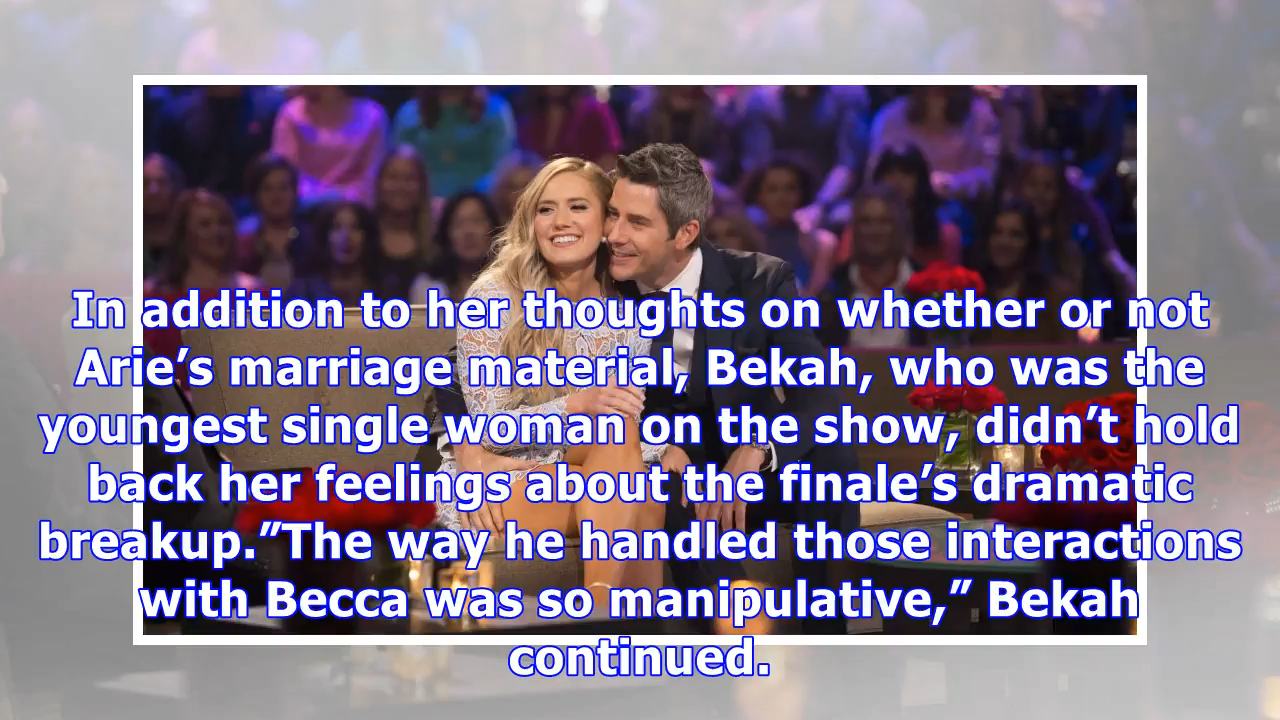 In addition to her thoughts on whether or not
Arie’s marriage material, Bekah, who was the
youngest single woman on the show, didn’t hold
back her feelings about the finale’s dramatic
breakup.”The way he handled those interactions
with Becca was so manipulative,” Bekah
continued.